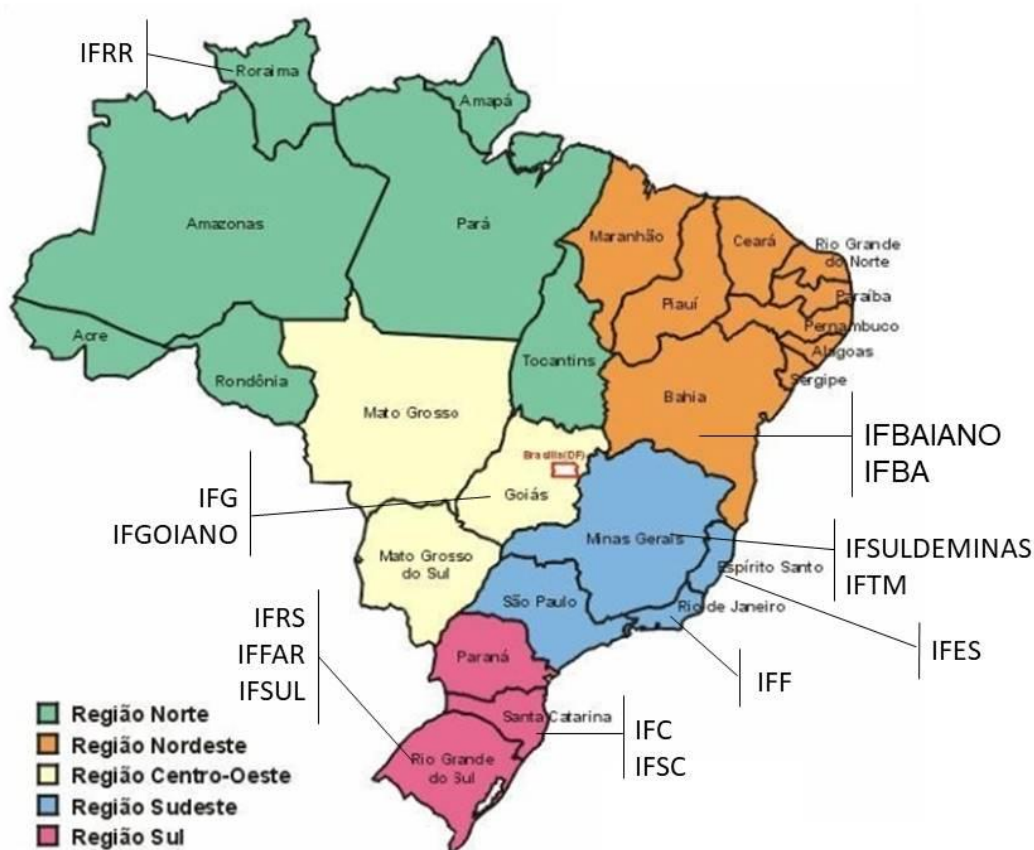 IFRR
Roraima
Amapá
Amazonas
Pará
Maranhão
Ceará
Rio Grande
do Norte
Piauí
Paraíba
Pernambuco
Alagoas
Sergipe
Acre
Rondônia
Tocantins
Mato Grosso
Bahia
IFBAIANO
IFBA
Brasília(DF)
Goiás
IFG
IFGOIANO
Minas Gerais
IFSULDEMINAS
IFTM
Mato Grosso
do Sul
Espírito Santo
São Paulo
Rio de Janeiro
IFES
IFF
IFRS
IFFAR
IFSUL
Paraná
Santa Catarina
IFC
IFSC
Rio Grande
do Sul
Região Norte
Região Nordeste
Região Centro-Oeste
Região Sudeste
Região Sul